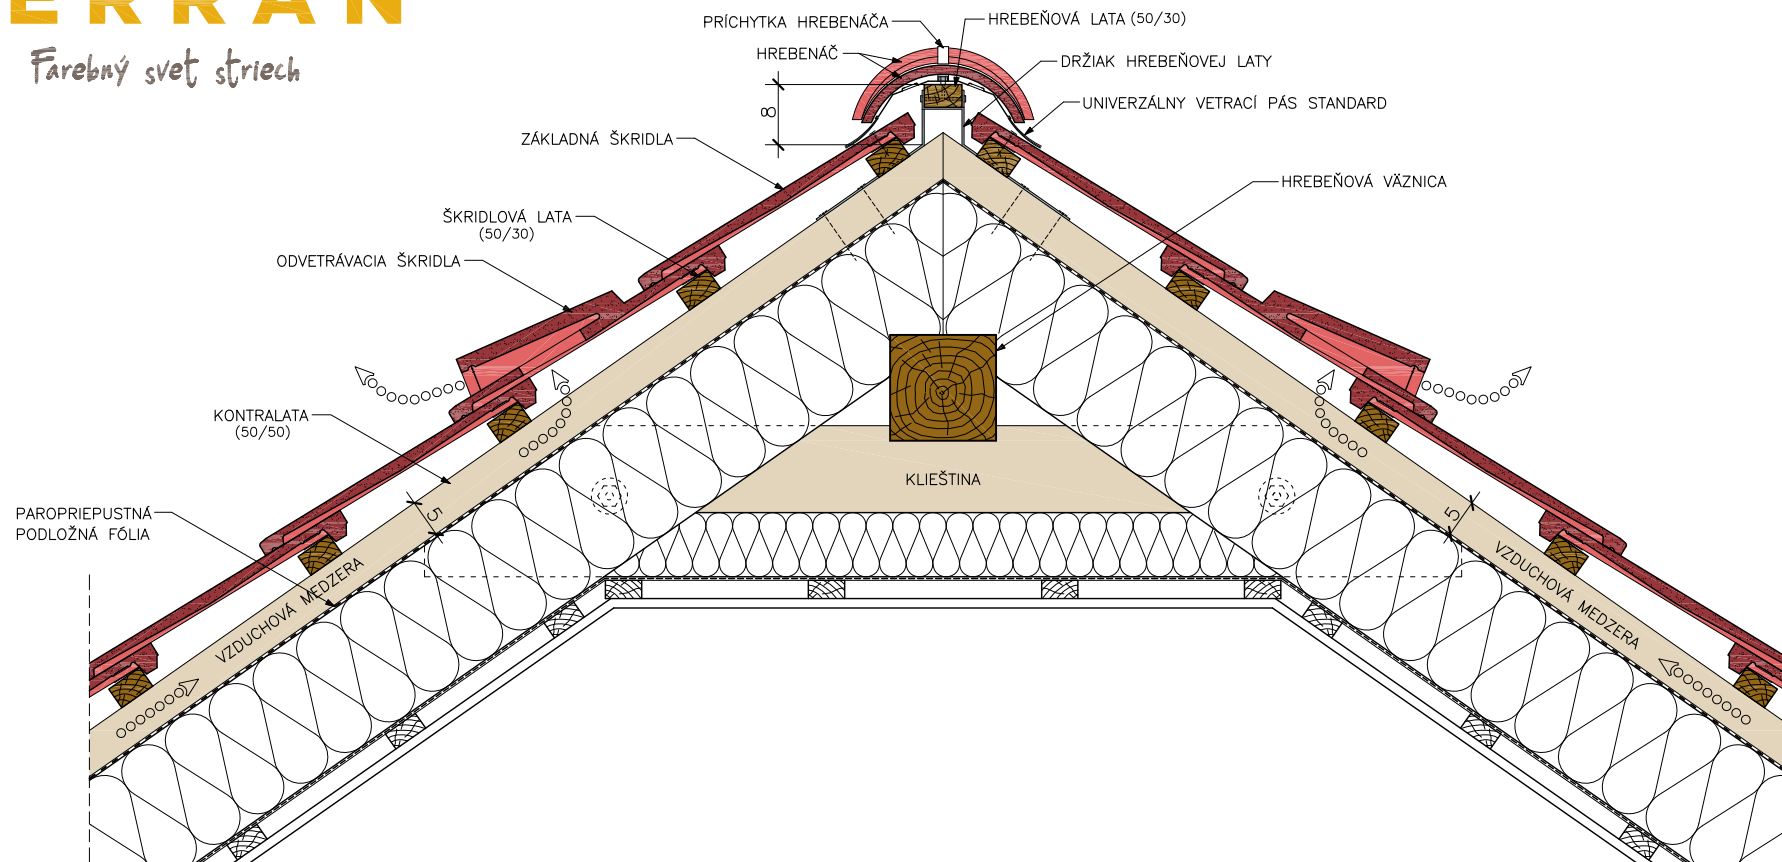 ERRAN
Farebný svet striech
PRÍCHYTKA HREBENÁČA
HREBEŇOVÁ LATA (50/30)
HREBENÁČ
DRŽIAK HREBEŇOVEJ LATY
UNIVERZÁLNY VETRACÍ PÁS STANDARD
8
ZÁKLADNÁ ŠKRIDLA
HREBEŇOVÁ VÄZNICA
ŠKRIDLOVÁ LATA
(50/30)
ODVETRÁVACIA ŠKRIDLA
KONTRALATA
(50/50)
KLIEŠTINA
PAROPRIEPUSTNÁ
PODLOŽNÁ FÓLIA
5
5
VZDUCHOVÁ MEDZERA
VZDUCHOVÁ MEDZERA